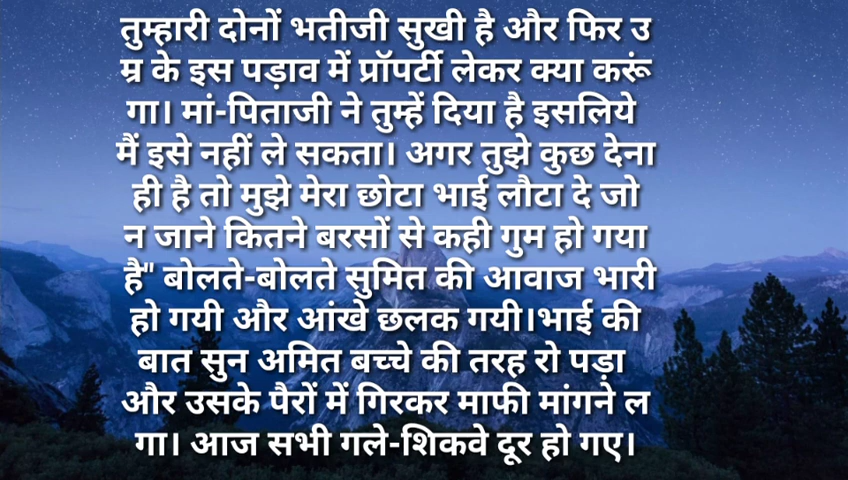 तुम्हारी दोनों भतीजी सुखी है और फिर उ
म्र के इस पड़ाव में प्रॉपर्टी लेकर क्या करूं
गा। मां-पिताजी ने तुम्हें दिया है इसलिये
मैं इसे नहीं ले सकता। अगर तुझे कुछ देना
ही है तो मुझे मेरा छोटा भाई लौटा दे जो
न जाने कितने बरसों से कही गुम हो गया
है" बोलते-बोलते सुमित की आवाज भारी
हो गयी और आंखे छलक गयी।भाई की
बात सुन अमित बच्चे की तरह रो पड़ा
और उसके पैरों में गिरकर माफी मांगने ल
गा। आज सभी गले-शिकवे दूर हो गए।